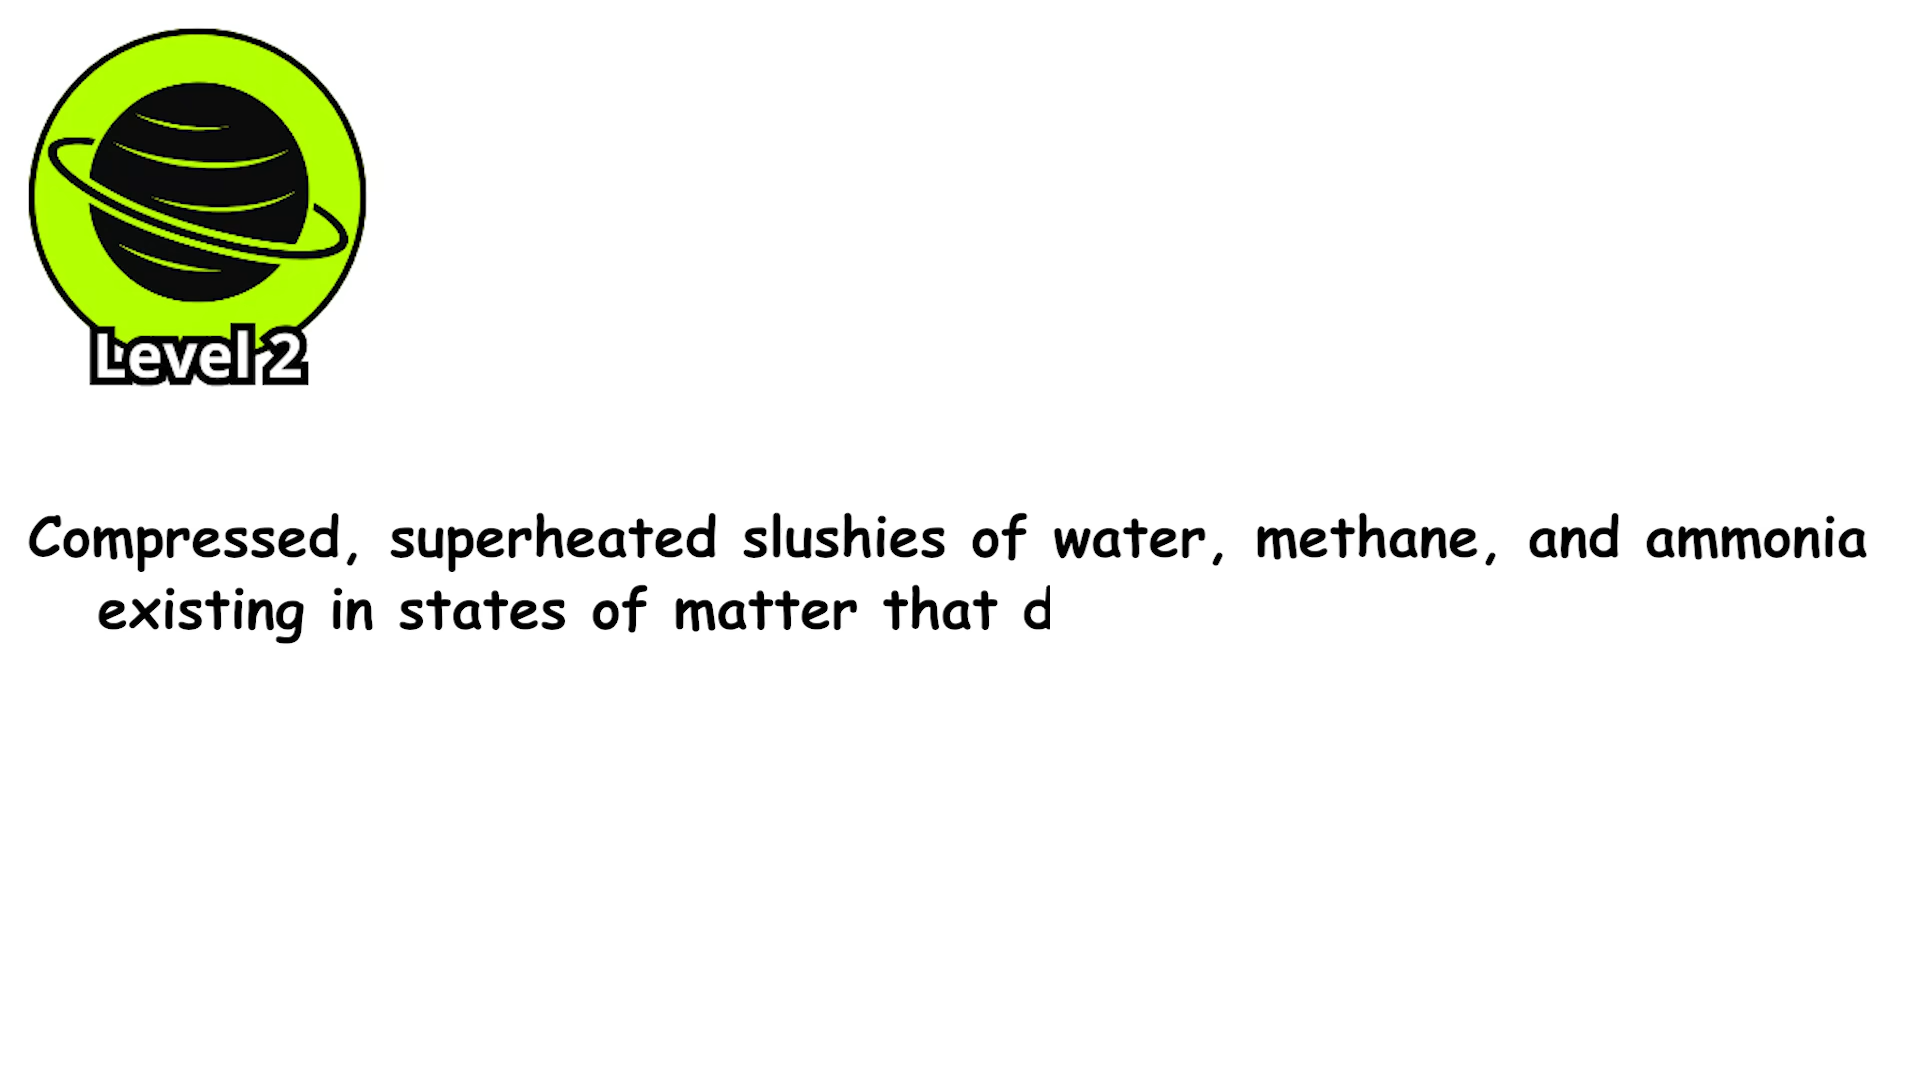 Level 2
Compressed, superheated slushies of water, methane, and ammonia
existing in states of matter that d